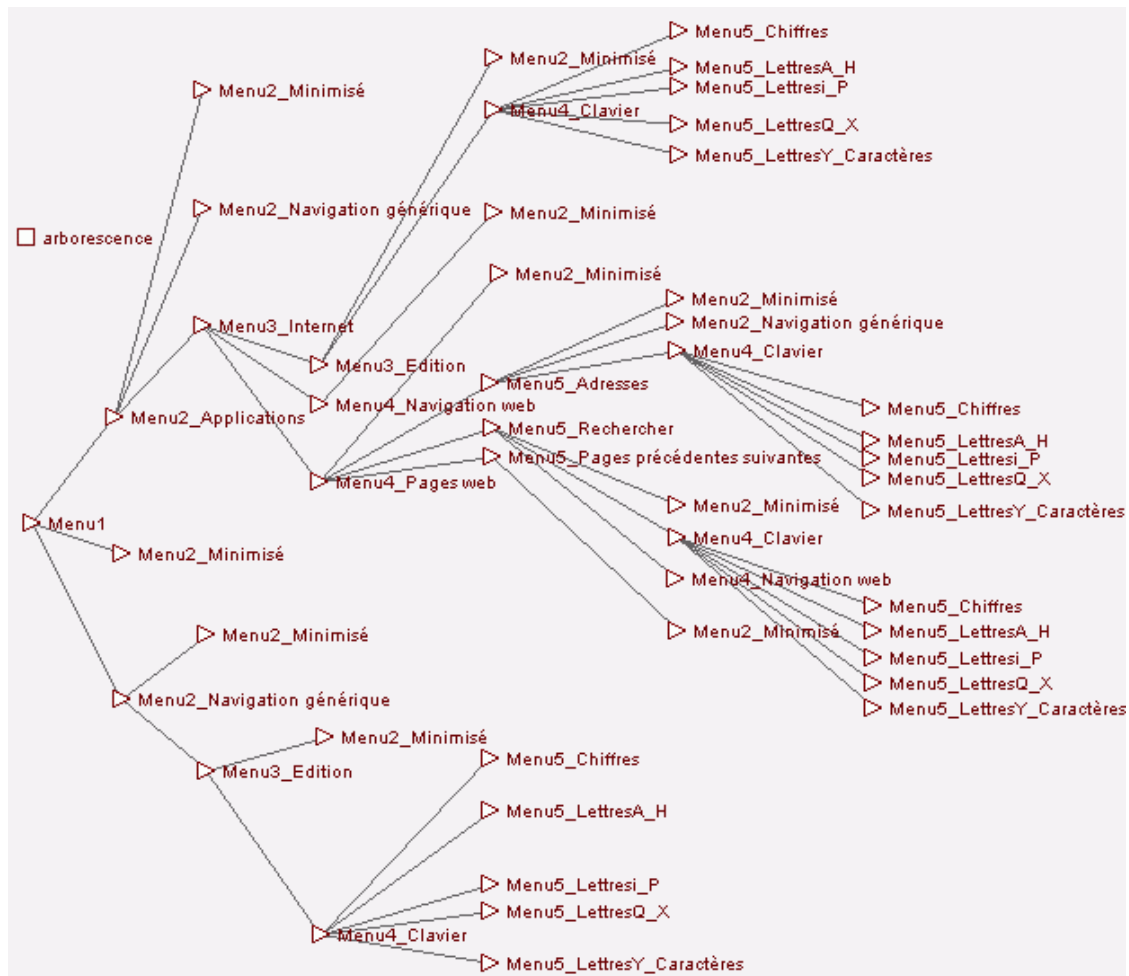 Menu5_Chiffres
Menu2_Minimisé
Menu5_LettresA_H
Menu2_Minimisé
Menu5_Lettresi_P
Menu4_Clavier
Menu5_LettresQ_X
Menu5_LettresY_Caractères
Menu2_Navigation générique
Menu2_Minimisé
arborescence
Menu2_Minimisé
Menu2_Minimisé
Menu2_Navigation générique
Menu3_Internet
Menu4_Clavier
Menu3_Edition
Menu5_Adresses
Menu4_Navigation web
Menu5_Chiffres
Menu2_Applications
Menu5_Rechercher
Menu5_LettresA_H
Menu5_Pages précédentes suivantes
Menu5_Lettresi_P
Menu4_Pages web
Menu5_LettresQ_X
Menu2_Minimisé
Menu5_LettresY_Caractères
Menu1
Menu4_Clavier
Menu2_Minimisé
Menu4_Navigation web
Menu5_Chiffres
Menu2_Minimisé
Menu2_Minimisé
Menu5_LettresA_H
Menu5_Lettresi_P
Menu5_LettresQ_X
Menu2_Navigation générique
Menu5_LettresY_Caractères
Menu2_Minimisé
Menu5_Chiffres
Menu3_Edition
Menu5_LettresA_H
Menu5_Lettresi_P
Menu5_LettresQ_X
Menu4_Clavier
Menu5_LettresY_Caractères